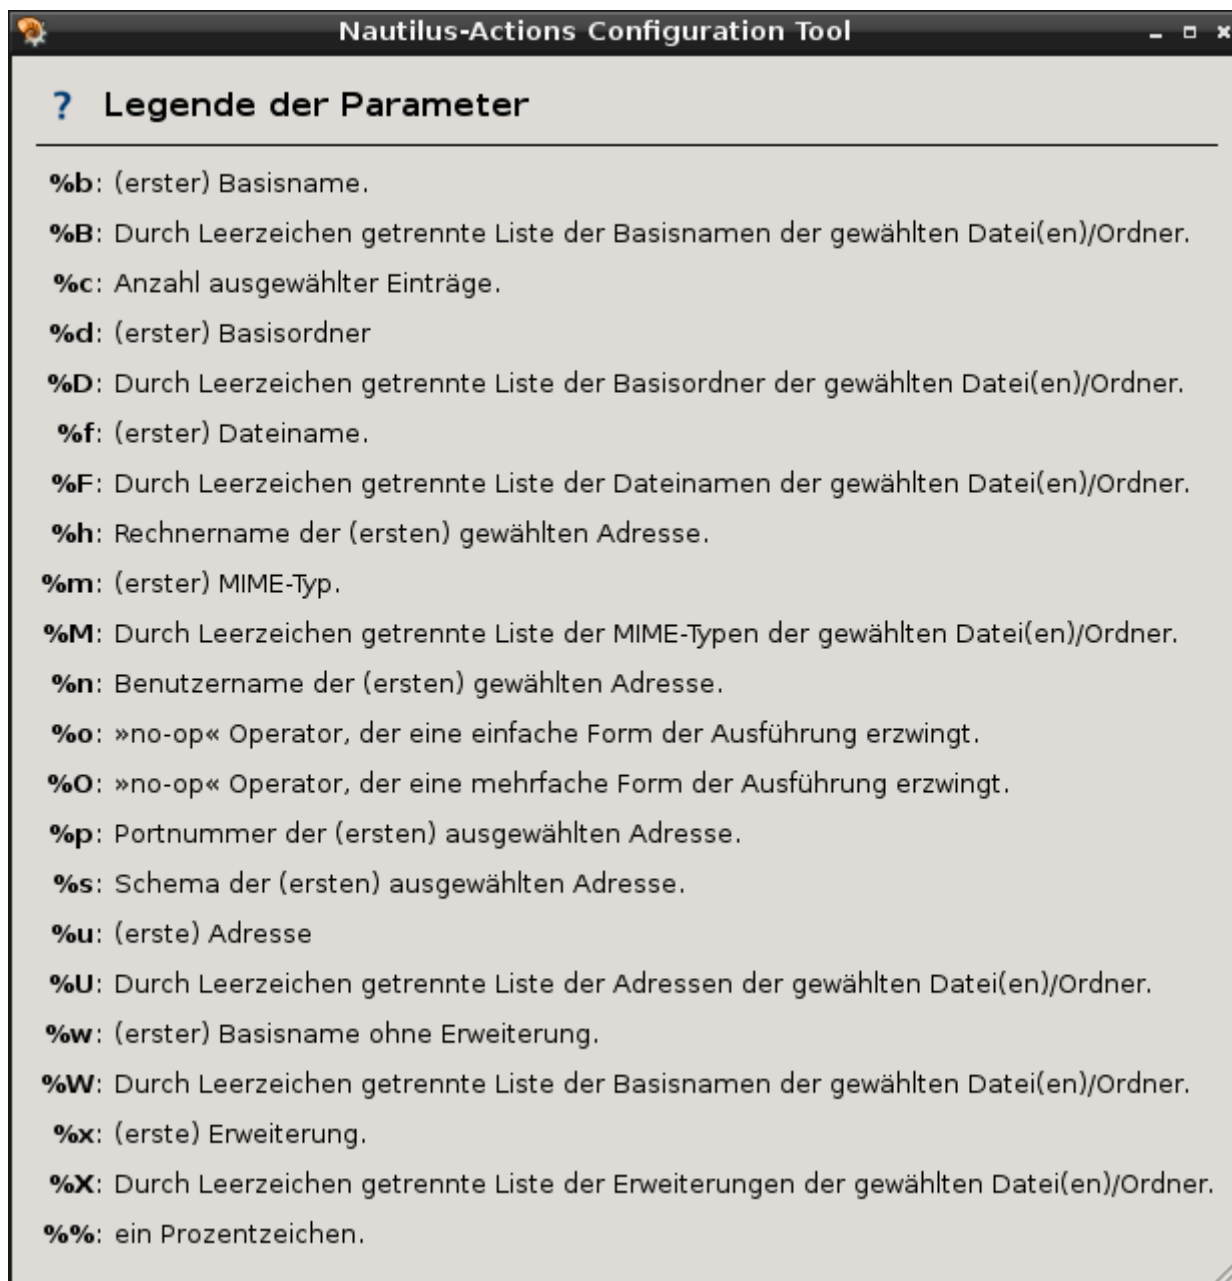 Nautilus-Actions Configuration Tool
? Legende der Parameter
%b: (erster) Basisname.
%B: Durch Leerzeichen getrennte Liste der Basisnamen der gewählten Datei(en)/Ordner.
%c: Anzahl ausgewählter Einträge.
%d: (erster) Basisordner
%D: Durch Leerzeichen getrennte Liste der Basisordner der gewählten Datei(en)/Ordner.
%f: (erster) Dateiname.
%F: Durch Leerzeichen getrennte Liste der Dateinamen der gewählten Datei(en)/Ordner.
%h: Rechnername der (ersten) gewählten Adresse.
%m: (erster) MIME-Typ.
%M: Durch Leerzeichen getrennte Liste der MIME-Typen der gewählten Datei(en)/Ordner.
%n: Benutzername der (ersten) gewählten Adresse.
%o: »no-op« Operator, der eine einfache Form der Ausführung erzwingt.
%O: »no-op« Operator, der eine mehrfache Form der Ausführung erzwingt.
%p: Portnummer der (ersten) ausgewählten Adresse.
%s: Schema der (ersten) ausgewählten Adresse.
%u: (erste) Adresse
%U: Durch Leerzeichen getrennte Liste der Adressen der gewählten Datei(en)/Ordner.
%w: (erster) Basisname ohne Erweiterung.
%W: Durch Leerzeichen getrennte Liste der Basisnamen der gewählten Datei(en)/Ordner.
%x: (erste) Erweiterung.
%X: Durch Leerzeichen getrennte Liste der Erweiterungen der gewählten Datei(en)/Ordner.
%%: ein Prozentzeichen.